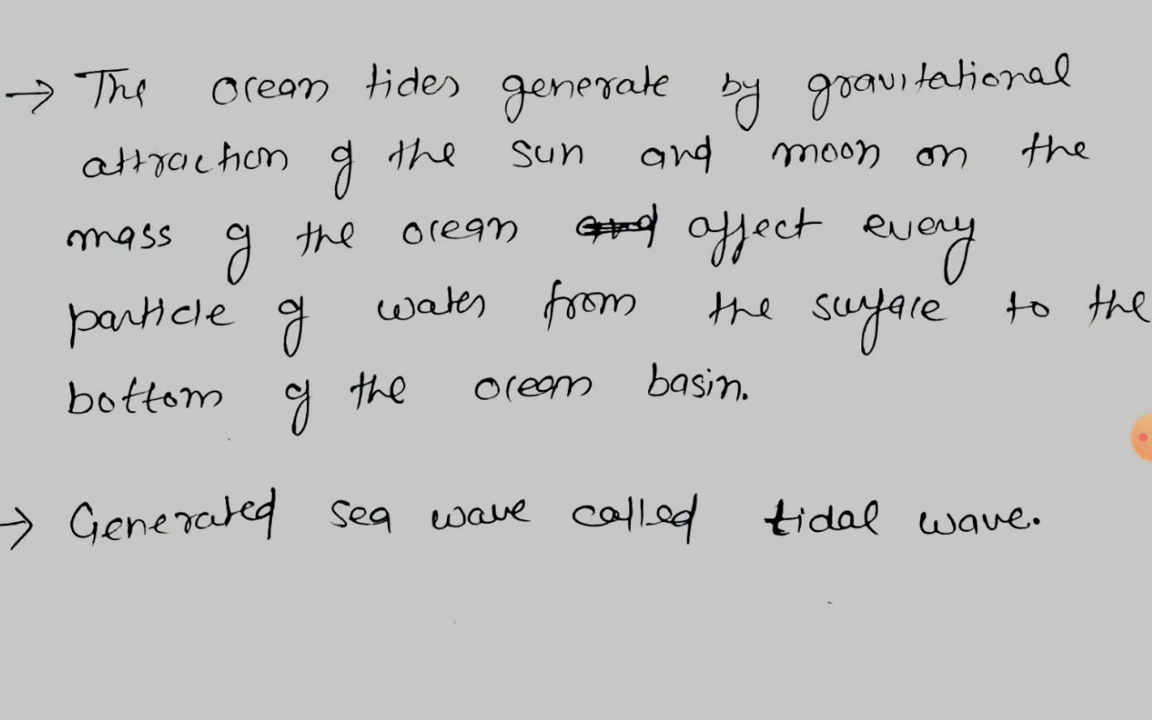 → The ocean tides generate by gravitational
attraction of the sun and moon on the
mass of the ocean affect every
particle of water from the surface to the
bottom of the ocean basin.
→ Generated sea wave called tidal wave.